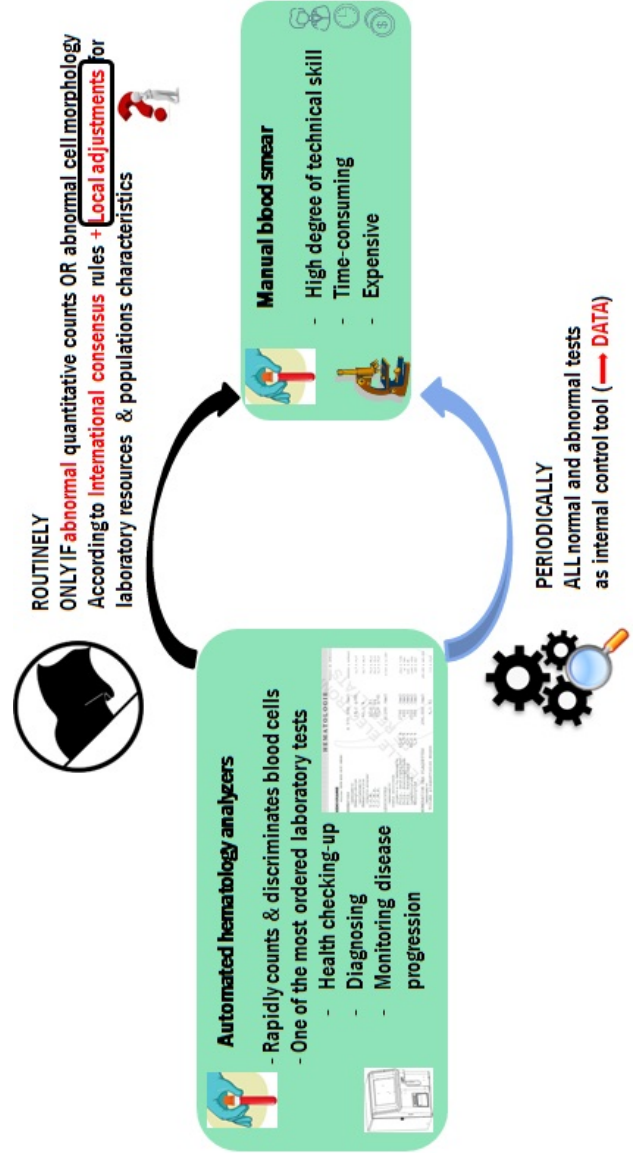 ROUTINELY
ONLY IF abnormal quantitative counts OR abnormal cell morphology
According to International consensus rules + Local adjustments for
laboratory resources & populations characteristics
Automated hematology analyzers
- Rapidly counts & discriminates blood cells
- One of the most ordered laboratory tests
- Health checking-up
- Diagnosing
- Monitoring disease
progression
HEMATOLOGIE
Manual blood smear
- High degree of technical skill
- Time-consuming
- Expensive
PERIODICALLY
ALL normal and abnormal tests
as internal control tool ( → DATA)